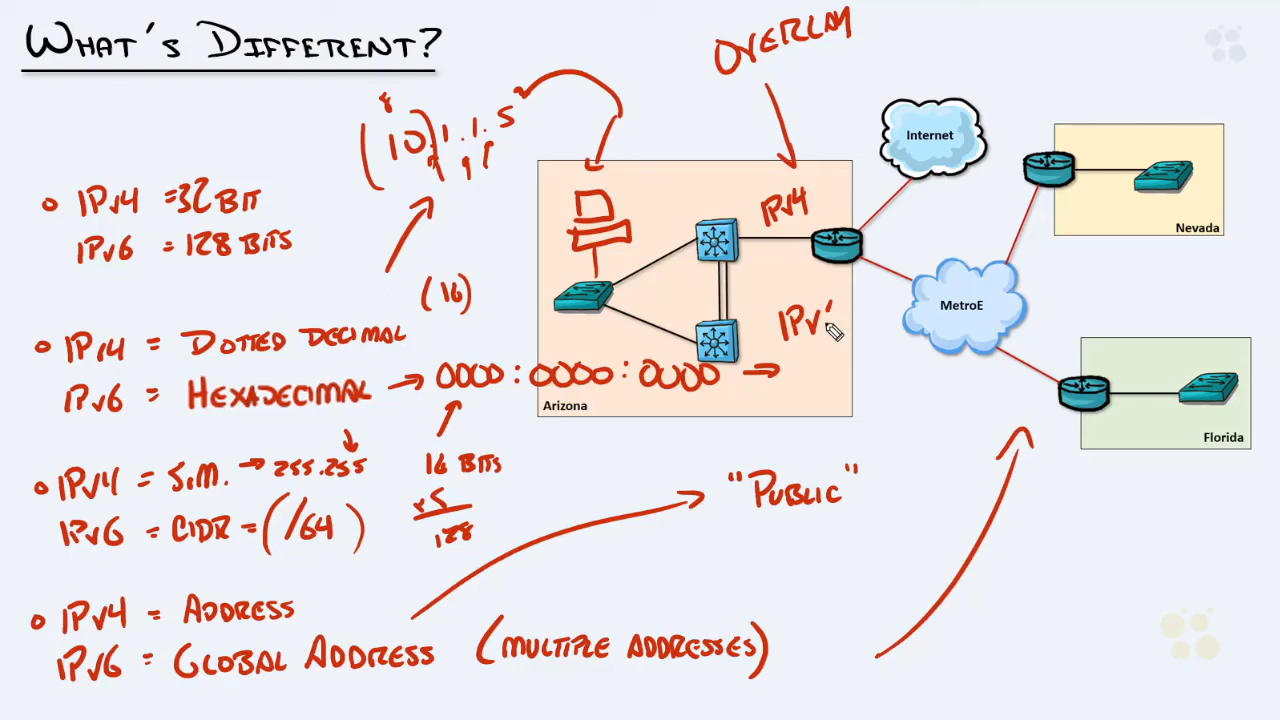 What's Different?
OVERLAY
8
(10).1.1.5
IPv4 = 32 BIT
IPv6 = 128 BITS
(16)
IPv4 = DOTTED DECIMAL
IPv6 = HEXADECIMAL → 0000:0000:0000 →
IPv4 = S.M. → 255.255
IPv6 = CIDR = (/64)
16 BITS
128
IPv4 = ADDRESS
IPv6 = GLOBAL ADDRESS (MULTIPLE ADDRESSES)
"PUBLIC"
IPv4
IPv
Arizona
Internet
MetroE
Nevada
Florida